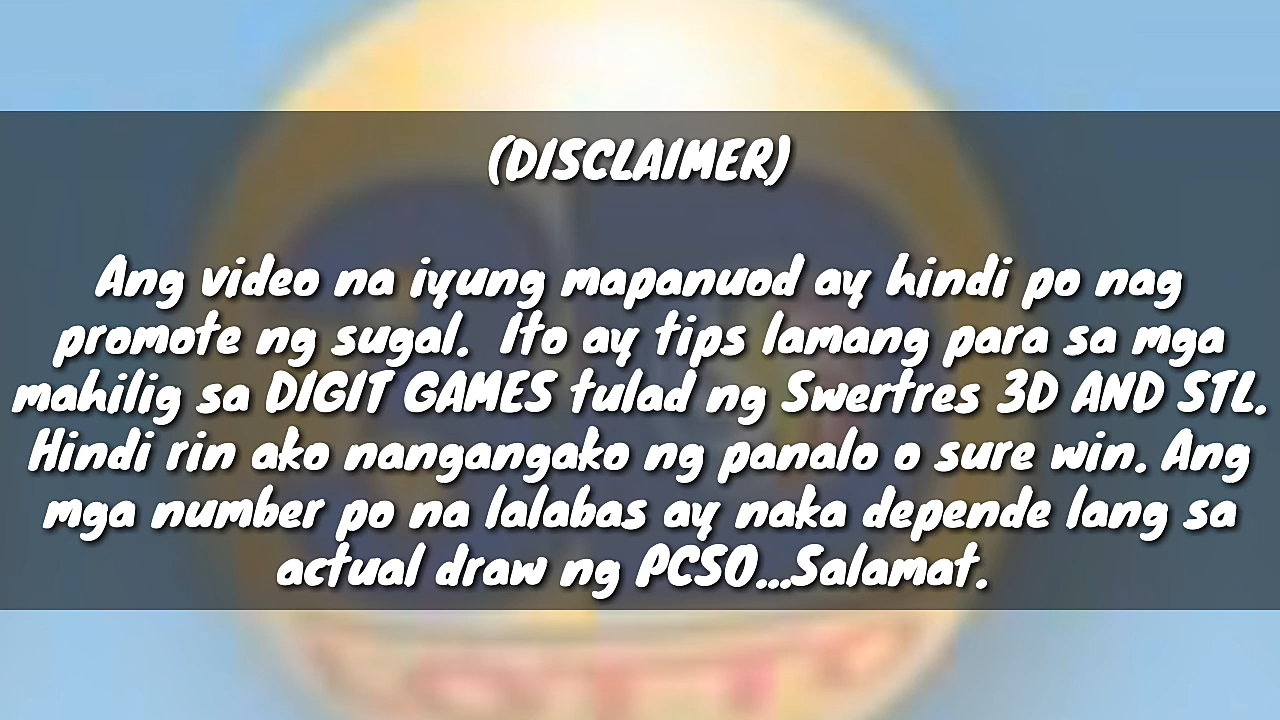 (DISCLAIMER)
Ang video na iyung mapanuod ay hindi po nag
promote ng sugal. Ito ay tips lamang para sa mga
mahilig sa DIGIT GAMES tulad ng Swertres 3D AND STL.
Hindi rin ako nangangako ng panalo o sure win. Ang
mga number po na lalabas ay naka depende lang sa
actual draw ng PCSO...Salamat.